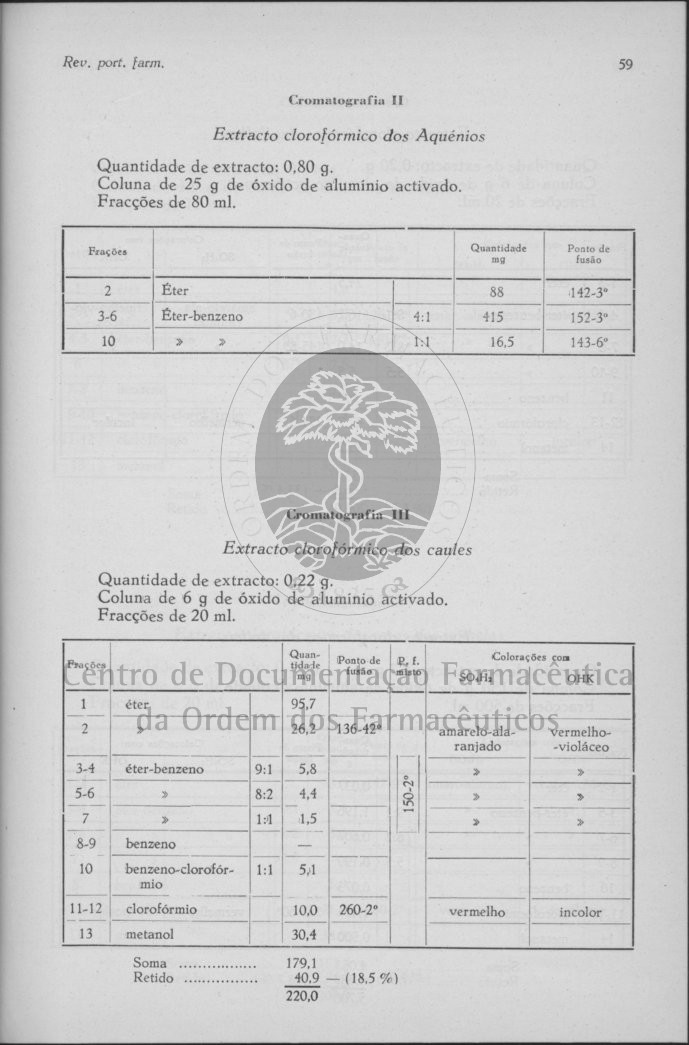 Rev. port. farm. 59
Cromatografia II
Extracto clorofórmico dos Aquénios
Quantidade de extracto: 0,80 g.
Coluna de 25 g de óxido de alumínio activado.
Fracções de 80 ml.
Frações Quantidade mg Ponto de fusão
2 Éter 88 142-3º
3-6 Éter-benzeno 4:1 415 152-3º
10 » » 1:1 16,5 143-6º
Cromatografia III
Extracto clorofórmico dos caules
Quantidade de extracto: 0,22 g.
Coluna de 6 g de óxido de alumínio activado.
Fracções de 20 ml.
Frações Quan-tidade mg Ponto de fusão P. f. misto Colorações com
SO₄H₂ OHK
Centro de Documentação Farmacêutica
da Ordem dos Farmacêuticos
1 éter 95,7
2 » 26,2 136-42º amarelo-ala- vermelho-
ranjado -violáceo
3-4 éter-benzeno 9:1 5,8 » »
150-2º
5-6 » 8:2 4,4 » »
7 » 1:1 1,5 » »
8-9 benzeno —
10 benzeno-clorofór- 1:1 5,1
mio
11-12 clorofórmio 10,0 260-2º vermelho incolor
13 metanol 30,4
Soma ................. 179,1
Retido ................ 40,9 — (18,5 %)
220,0